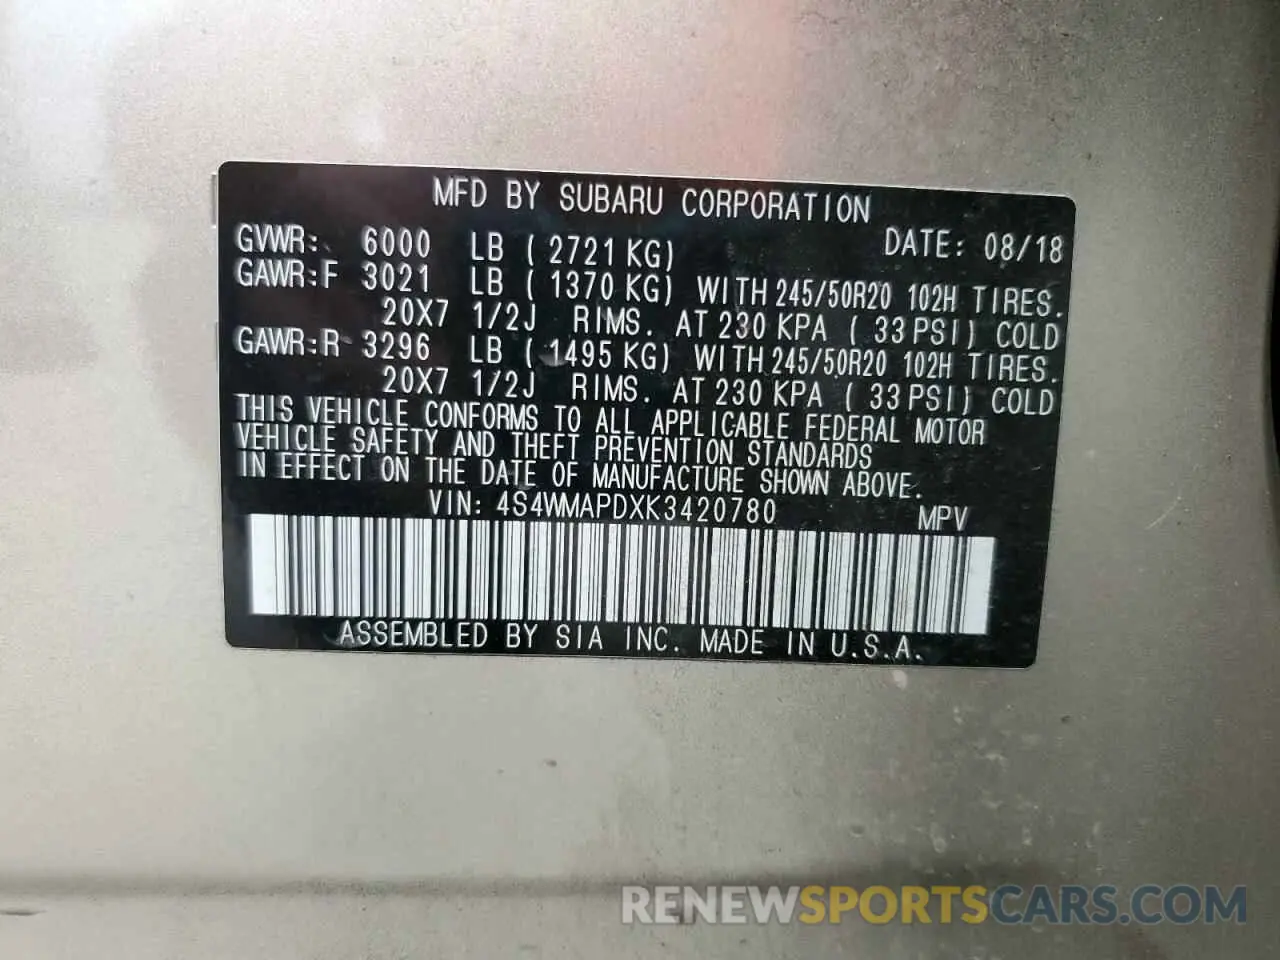 MFD BY SUBARU CORPORATION
GVWR: 6000 LB ( 2721 KG) DATE: 08/18
GAWR:F 3021 LB ( 1370 KG) WITH 245/50R20 102H TIRES.
20X7 1/2J RIMS. AT 230 KPA ( 33 PSI) COLD
GAWR:R 3296 LB ( 1495 KG) WITH 245/50R20 102H TIRES.
20X7 1/2J RIMS. AT 230 KPA ( 33 PSI) COLD
THIS VEHICLE CONFORMS TO ALL APPLICABLE FEDERAL MOTOR
VEHICLE SAFETY AND THEFT PREVENTION STANDARDS
IN EFFECT ON THE DATE OF MANUFACTURE SHOWN ABOVE.
VIN: 4S4WMAPDXK3420780 MPV
ASSEMBLED BY SIA INC. MADE IN U.S.A.
RENEWSPORTSCARS.COM